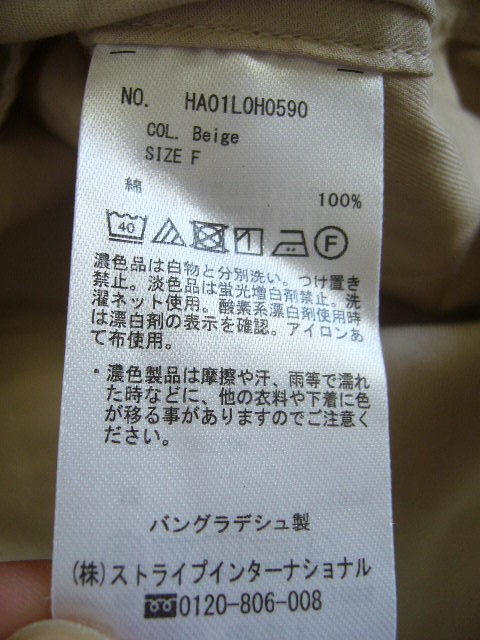 NO. HA01L0H0590
COL. Beige
SIZE F
綿 100%
40 F
濃色品は白物と分別洗い。つけ置き
禁止。淡色品は蛍光増白剤禁止。洗
濯ネット使用。酸素系漂白剤使用時
は漂白剤の表示を確認。アイロンあ
て布使用。
・濃色製品は摩擦や汗、雨等で濡れ
た時などに、他の衣料や下着に色
が移る事がありますのでご注意く
ださい。
バングラデシュ製
(株)ストライプインターナショナル
0120-806-008